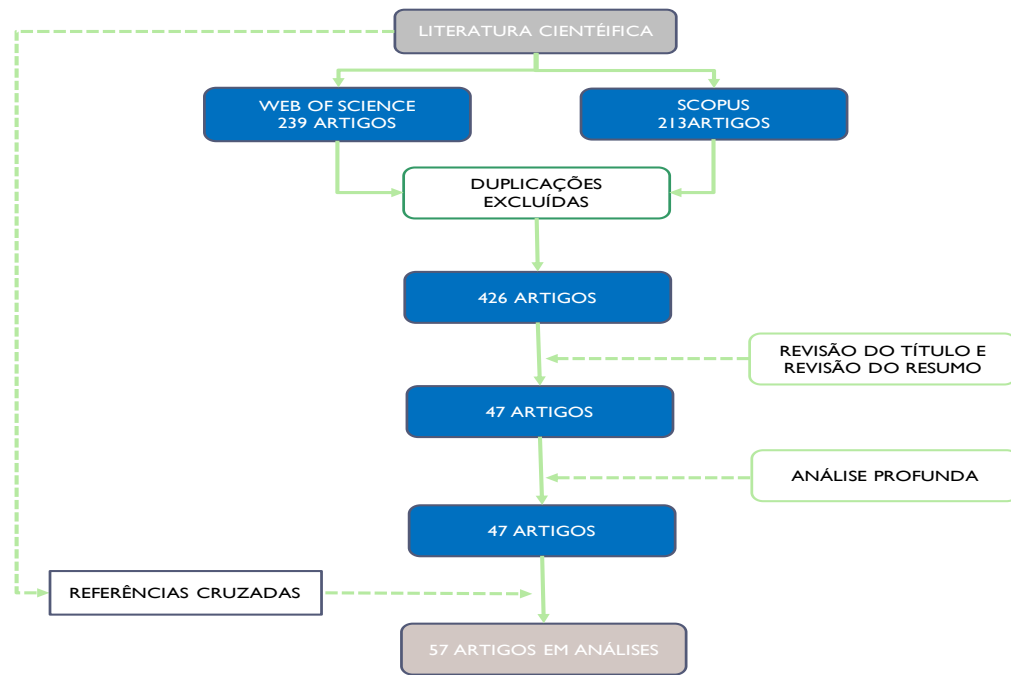 LITERATURA CIENTÉIFICA
WEB OF SCIENCE
239 ARTIGOS
SCOPUS
213ARTIGOS
DUPLICAÇÕES
EXCLUÍDAS
426 ARTIGOS
REVISÃO DO TÍTULO E
REVISÃO DO RESUMO
47 ARTIGOS
ANÁLISE PROFUNDA
47 ARTIGOS
REFERÊNCIAS CRUZADAS
57 ARTIGOS EM ANÁLISES